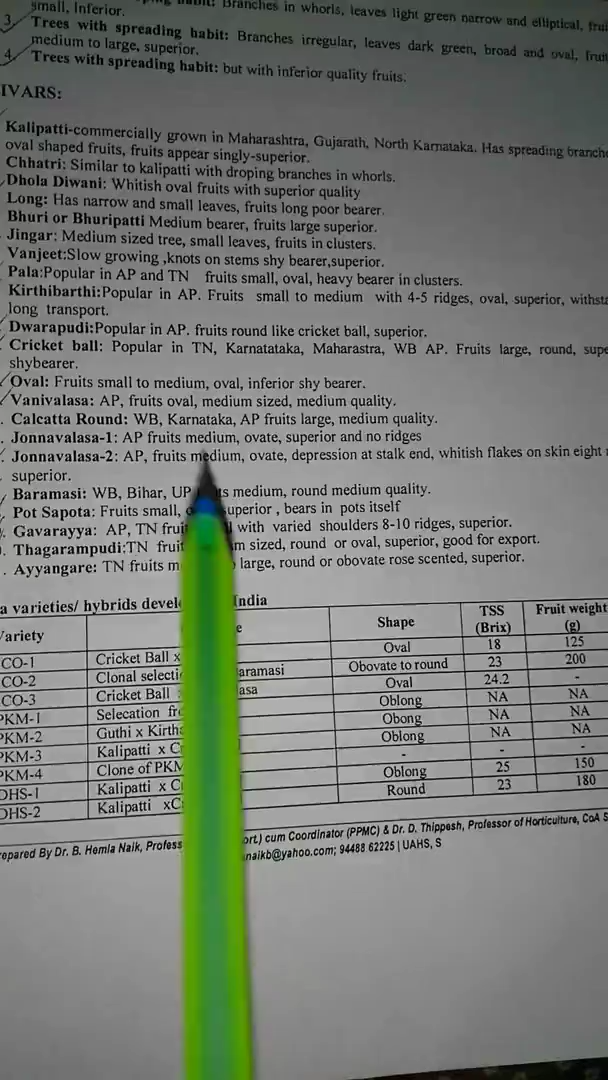 small, Inferior.
habit: Branches in whorls, leaves light green narrow and elliptical,
3. Trees with spreading habit: Branches irregular, leaves dark green, broad and oval,
medium to large, superior.
4. Trees with spreading habit: but with inferior quality fruits.
IVARS:
Kalipatti-commercially grown in Maharashtra, Gujarath, North Karnataka. Has spreading
oval shaped fruits, fruits appear singly-superior.
Chhatri: Similar to kalipatti with droping branches in whorls.
Dhola Diwani: Whitish oval fruits with superior quality
Long: Has narrow and small leaves, fruits long poor bearer.
Bhuri or Bhuripatti Medium bearer, fruits large superior.
Jingar: Medium sized tree, small leaves, fruits in clusters.
Vanjeet:Slow growing ,knots on stems shy bearer,superior.
Pala:Popular in AP and TN fruits small, oval, heavy bearer in clusters.
Kirthibarthi:Popular in AP. Fruits small to medium with 4-5 ridges, oval, superior,
long transport.
Dwarapudi:Popular in AP. fruits round like cricket ball, superior.
Cricket ball: Popular in TN, Karnatataka, Maharastra, WB AP. Fruits large, round,
shybearer.
Oval: Fruits small to medium, oval, inferior shy bearer.
Vanivalasa: AP, fruits oval, medium sized, medium quality.
Calcatta Round: WB, Karnataka, AP fruits large, medium quality.
Jonnavalasa-1: AP fruits medium, ovate, superior and no ridges
Jonnavalasa-2: AP, fruits medium, ovate, depression at stalk end, whitish flakes on skin eight
superior.
Baramasi: WB, Bihar, UP medium, round medium quality.
Pot Sapota: Fruits small, superior , bears in pots itself
Gavarayya: AP, TN with varied shoulders 8-10 ridges, superior.
Thagarampudi:TN sized, round or oval, superior, good for export.
Ayyangare: TN fruits large, round or obovate rose scented, superior.
varieties/ hybrids India
Variety Shape TSS (Brix) Fruit weight (g)
CO-1 Cricket Ball x Oval 18 125
CO-2 Clonal Baramasi Obovate to round 23 200
CO-3 Cricket Ball Oval 24.2 -
PKM-1 Selecation Oblong NA NA
PKM-2 Guthi x Obong NA NA
PKM-3 Kalipatti x Oblong NA NA
PKM-4 Clone of PKM - - -
DHS-1 Kalipatti x Oblong 25 150
DHS-2 Kalipatti Round 23 180
epared By Dr. B. Hemla Naik, cum Coordinator (PPMC) & Dr. D. Thippesh, Professor of Horticulture, CoA S
naikb@yahoo.com; 94488 62225 | UAHS, S